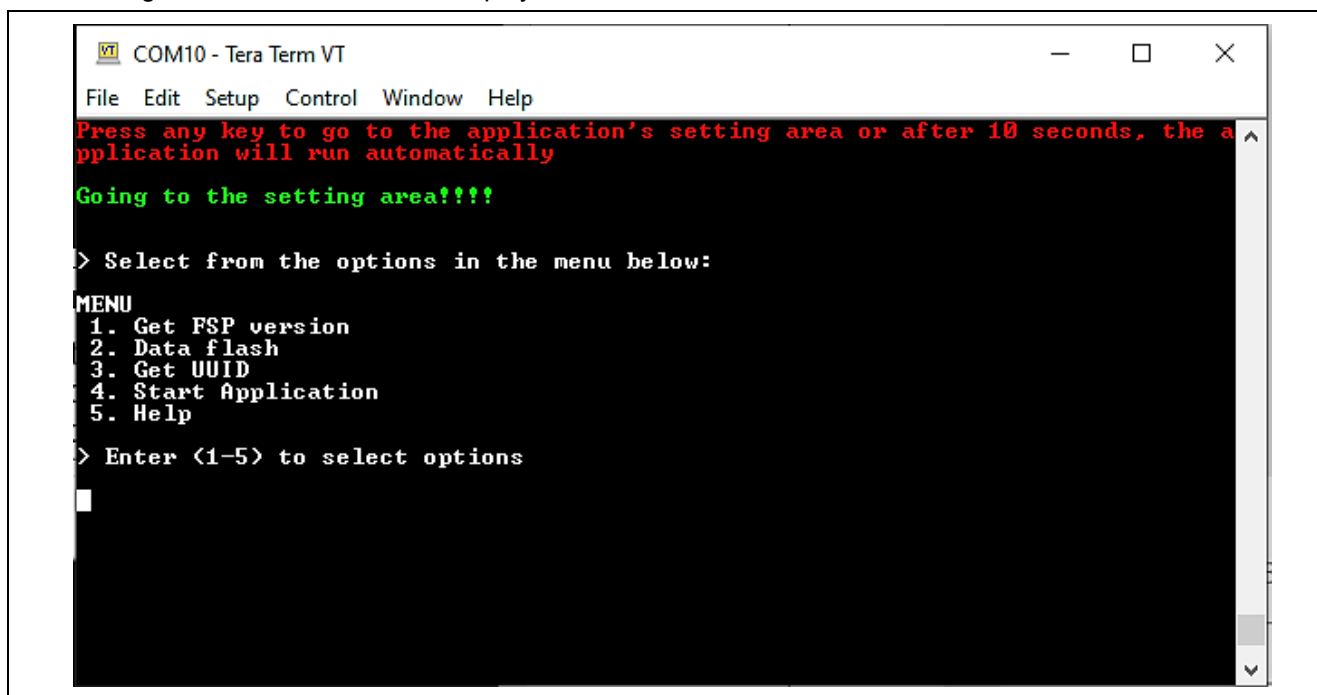 COM10 - Tera Term VT
File Edit Setup Control Window Help
Press any key to go to the application's setting area or after 10 seconds, the a
pplication will run automatically
Going to the setting area!!!!
> Select from the options in the menu below:
MENU
1. Get FSP version
2. Data flash
3. Get UUID
4. Start Application
5. Help
> Enter (1-5) to select options